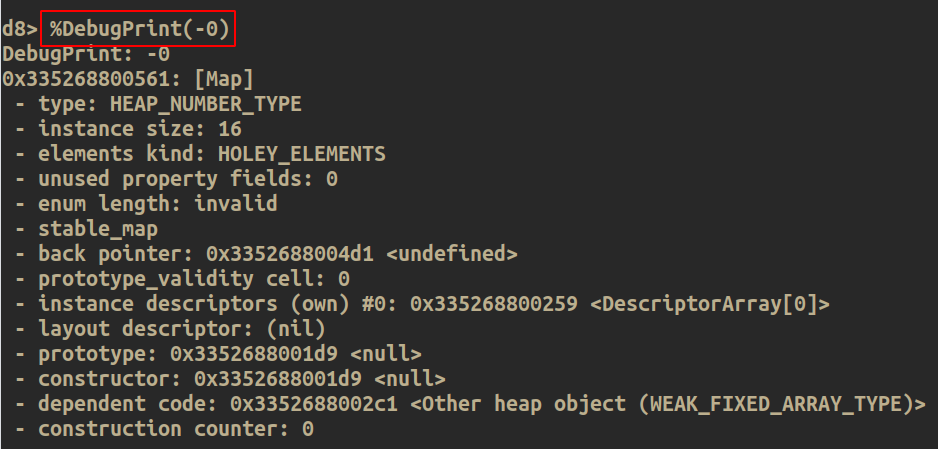 d8> %DebugPrint(-0)
DebugPrint: -0
0x335268800561: [Map]
- type: HEAP_NUMBER_TYPE
- instance size: 16
- elements kind: HOLEY_ELEMENTS
- unused property fields: 0
- enum length: invalid
- stable_map
- back pointer: 0x3352688004d1 <undefined>
- prototype_validity cell: 0
- instance descriptors (own) #0: 0x335268800259 <DescriptorArray[0]>
- layout descriptor: (nil)
- prototype: 0x3352688001d9 <null>
- constructor: 0x3352688001d9 <null>
- dependent code: 0x3352688002c1 <Other heap object (WEAK_FIXED_ARRAY_TYPE)>
- construction counter: 0